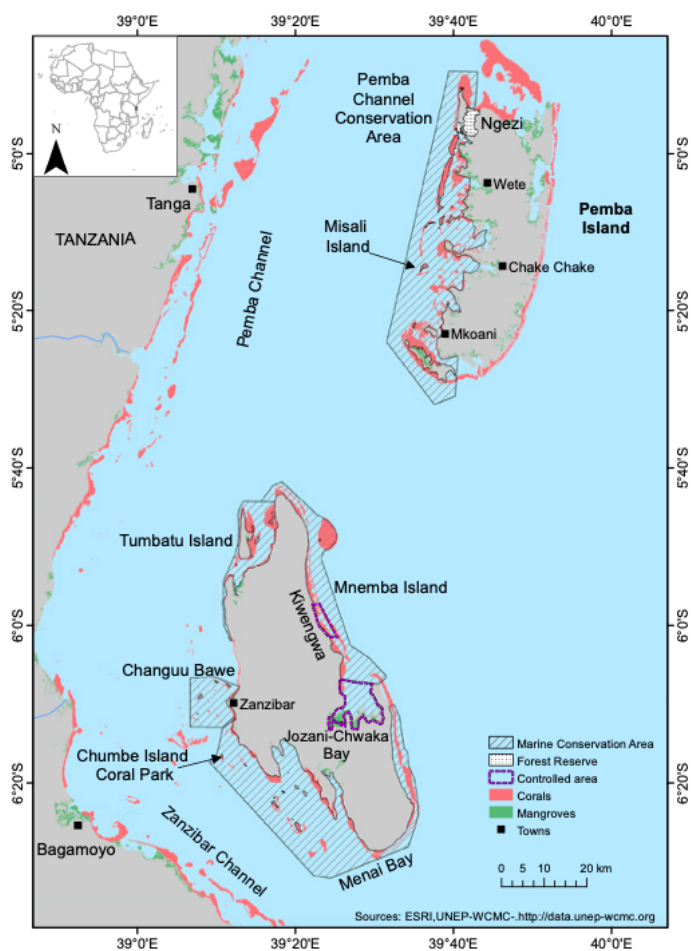 39°0'E
39°20'E
39°40'E
40°0'E
N
Pemba
Channel
Conservation
Area
Ngezi
5°0'S
5°0'S
Tanga
Wete
Pemba
Island
TANZANIA
Misali
Island
Pemba Channel
Chake Chake
5°20'S
5°20'S
Mkoani
5°40'S
5°40'S
Tumbatu Island
Mnemba Island
Kiwengwa
6°0'S
6°0'S
Changuu Bawe
Zanzibar
Jozani-Chwaka
Bay
Chumbe Island
Coral Park
6°20'S
6°20'S
Marine Conservation Area
Forest Reserve
Controlled area
Corals
Mangroves
Towns
Bagamoyo
Zanzibar Channel
Menai Bay
0 5 10 20 km
Sources: ESRI,UNEP-WCMC-.http://data.unep-wcmc.org
39°0'E
39°20'E
39°40'E
40°0'E